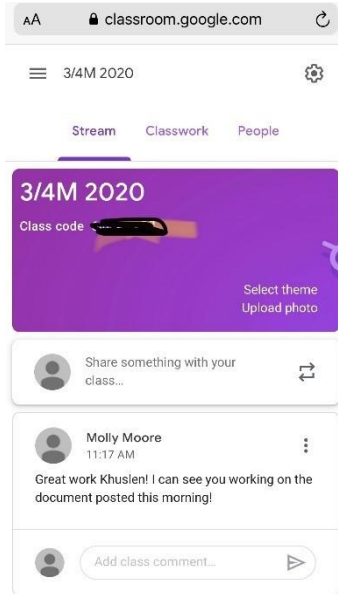 AA classroom.google.com
3/4M 2020
Stream Classwork People
3/4M 2020
Class code
Select theme
Upload photo
Share something with your
class...
Molly Moore
11:17 AM
Great work Khuslen! I can see you working on the
document posted this morning!
Add class comment...